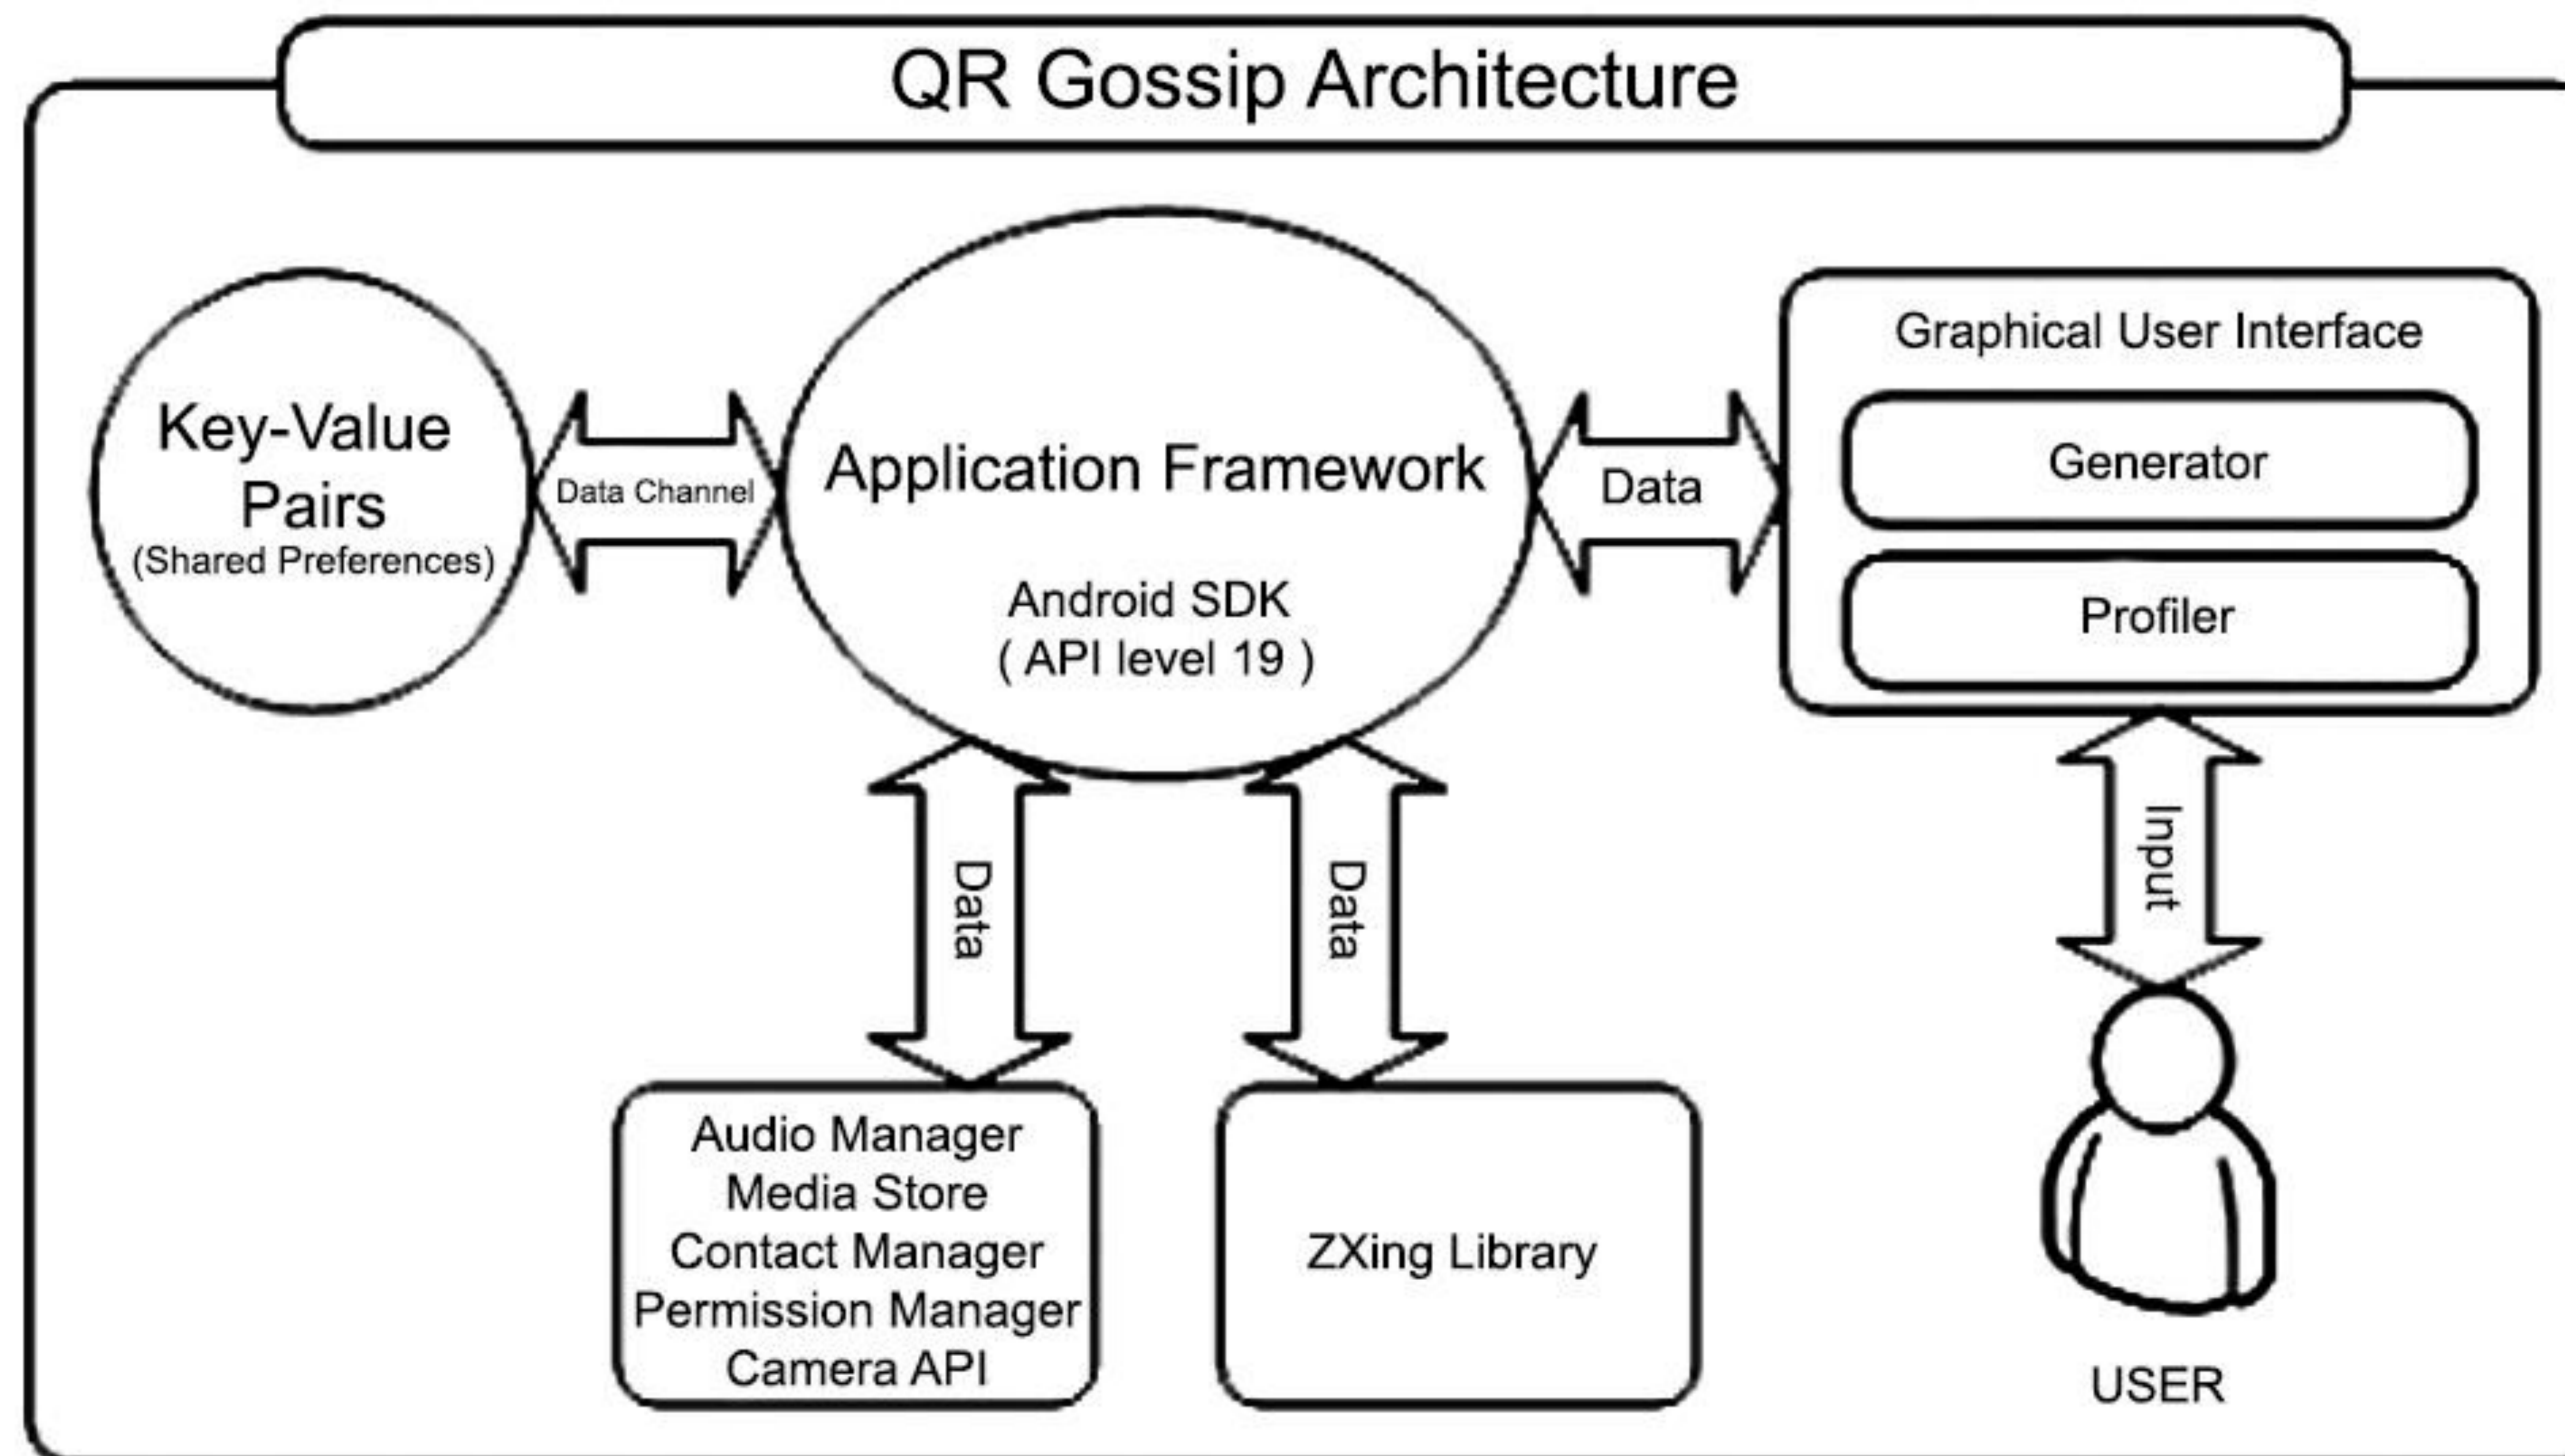 QR Gossip Architecture
Key-Value
Pairs
(Shared Preferences)
Data Channel
Application Framework
Android SDK
( API level 19 )
Data
Graphical User Interface
Generator
Profiler
Data
Data
Input
Audio Manager
Media Store
Contact Manager
Permission Manager
Camera API
ZXing Library
USER